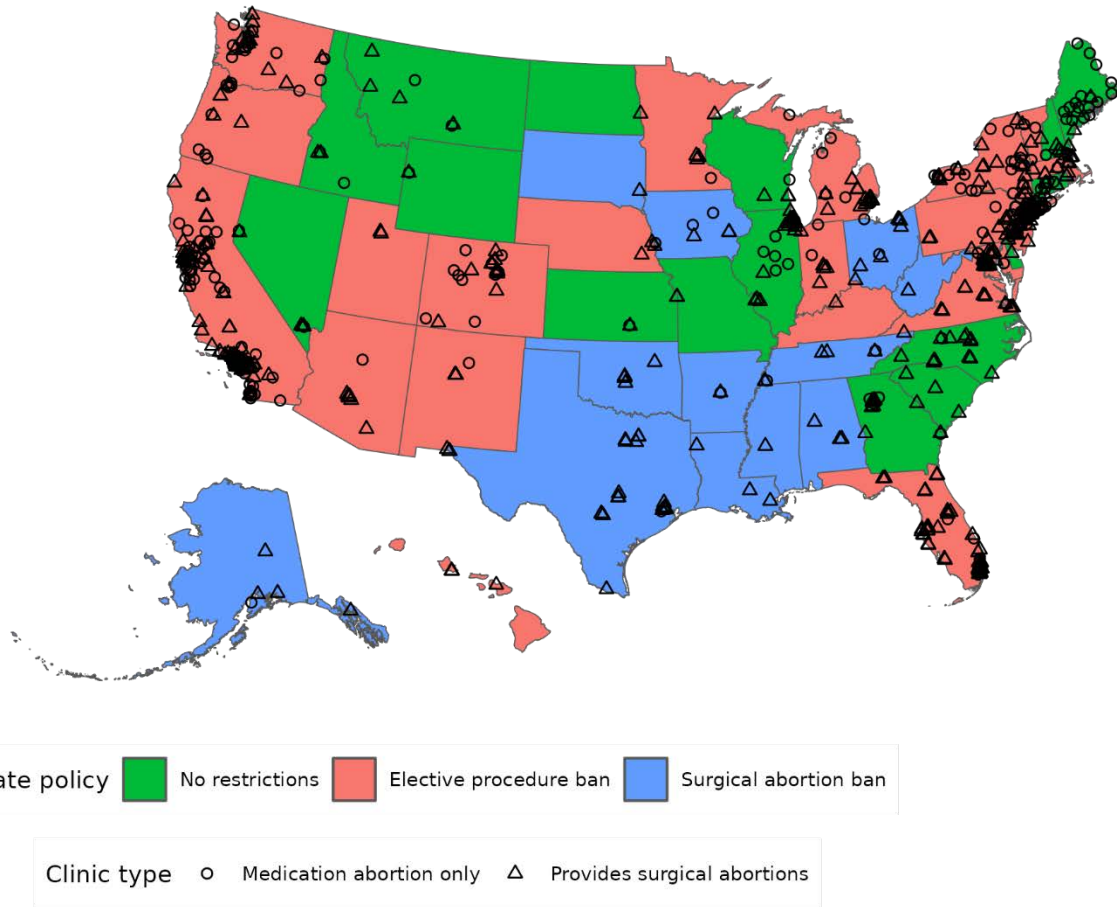 ate policy No restrictions Elective procedure ban Surgical abortion ban
Clinic type Medication abortion only Provides surgical abortions